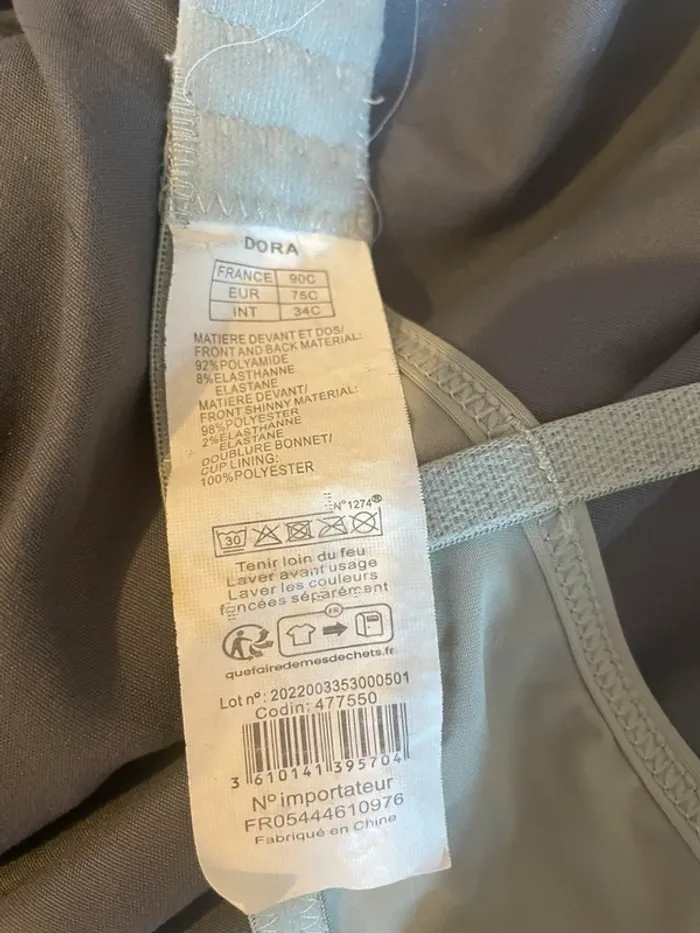 DORA
FRANCE 90C
EUR 75C
INT 34C
MATIERE DEVANT ET DOS/
FRONT AND BACK MATERIAL:
92%POLYAMIDE
8%ELASTHANNE
ELASTANE
MATIERE DEVANT/
FRONT SHINNY MATERIAL:
98%POLYESTER
2%ELASTHANNE
ELASTANE
DOUBLURE BONNET/
CUP LINING:
100%POLYESTER
N°1274®
30
Tenir loin du feu
Laver avant usage
Laver les couleurs
foncées séparément
FR
quefairedemesdechets.fr
Lot n°: 2022003353000501
Codin: 477550
3 610141 395704
N° importateur
FR05444610976
Fabriqué en Chine